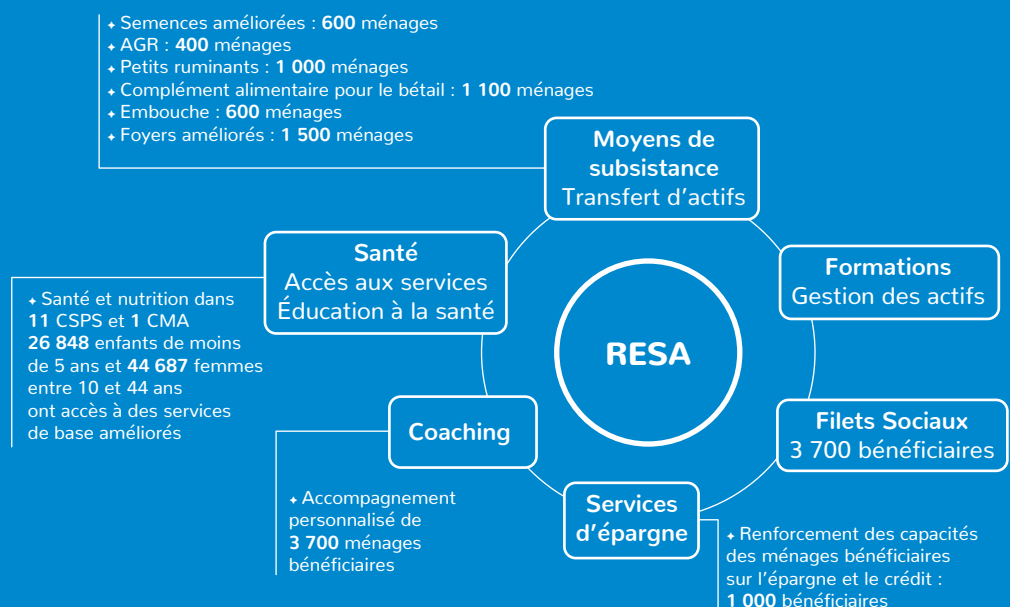 ✦ Semences améliorées : 600 ménages
✦ AGR : 400 ménages
✦ Petits ruminants : 1 000 ménages
✦ Complément alimentaire pour le bétail : 1 100 ménages
✦ Embouche : 600 ménages
✦ Foyers améliorés : 1 500 ménages
Moyens de
subsistance
Transfert d'actifs
Santé
Accès aux services
Éducation à la santé
Formations
Gestion des actifs
✦ Santé et nutrition dans
11 CSPS et 1 CMA
26 848 enfants de moins
de 5 ans et 44 687 femmes
entre 10 et 44 ans
ont accès à des services
de base améliorés
RESA
Coaching
Filets Sociaux
3 700 bénéficiaires
✦ Accompagnement
personnalisé de
3 700 ménages
bénéficiaires
Services
d'épargne
✦ Renforcement des capacités
des ménages bénéficiaires
sur l'épargne et le crédit :
1 000 bénéficiaires